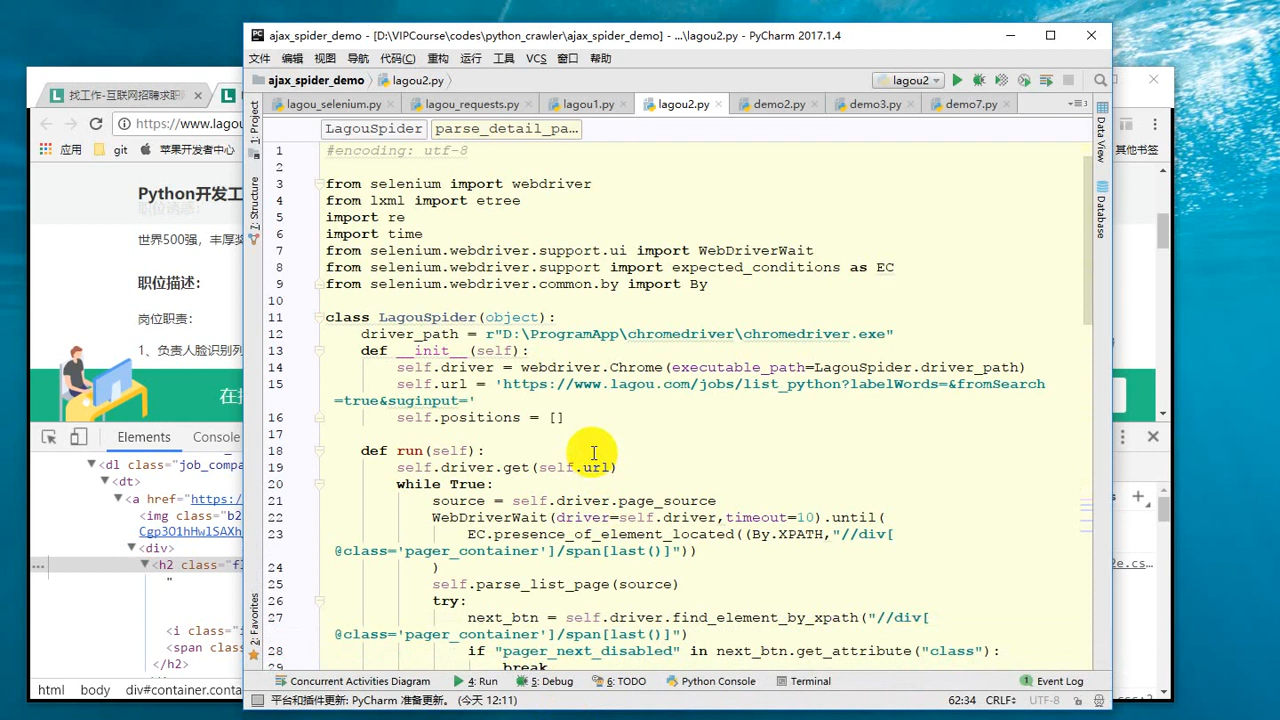 ajax_spider_demo - [D:\VIPCourse\codes\python_crawler\ajax_spider_demo] - ...\lagou2.py - PyCharm 2017.1.4
文件 编辑 视图 导航 代码(C) 重构 运行 工具 VCS 窗口 帮助
ajax_spider_demo lagou2.py lagou2
lagou_selenium.py lagou_requests.py lagou1.py lagou2.py demo2.py demo3.py demo7.py
LagouSpider parse_detail_pa...
1 #encoding: utf-8
2
3 from selenium import webdriver
4 from lxml import etree
5 import re
6 import time
7 from selenium.webdriver.support.ui import WebDriverWait
8 from selenium.webdriver.support import expected_conditions as EC
9 from selenium.webdriver.common.by import By
10
11 class LagouSpider(object):
12 driver_path = r"D:\ProgramApp\chromedriver\chromedriver.exe"
13 def __init__(self):
14 self.driver = webdriver.Chrome(executable_path=LagouSpider.driver_path)
15 self.url = 'https://www.lagou.com/jobs/list_python?labelWords=&fromSearch
=true&suginput='
16 self.positions = []
17
18 def run(self):
19 self.driver.get(self.url)
20 while True:
21 source = self.driver.page_source
22 WebDriverWait(driver=self.driver,timeout=10).until(
EC.presence_of_element_located((By.XPATH,"//div[
@class='pager_container']/span[last()]"))
24 )
25 self.parse_list_page(source)
26 try:
27 next_btn = self.driver.find_element_by_xpath("//div[
@class='pager_container']/span[last()]")
28 if "pager_next_disabled" in next_btn.get_attribute("class"):
29 break
1: Project
7: Structure
2: Favorites
Data View
Database
Concurrent Activities Diagram 4: Run 5: Debug 6: TODO Python Console Terminal Event Log
平台和插件更新: PyCharm 准备更新。 (今天 12:11) 62:34 CRLF÷ UTF-8
找工作-互联网招聘求职
https://www.lagou
应用 git 苹果开发者中心
其他书签
Python开发工
职位诱惑:
世界500强，丰厚奖
职位描述：
岗位职责：
1、负责人脸识别列
在
Elements Console
<dl class="job_compa
<dt>
<a href="https:/
<img class="b2
Cgp3O1hHwlSAXh
<div>
<h2 class="f
"
<i class="
<span class
</h2>
html body div#container.conta
2e.cs…